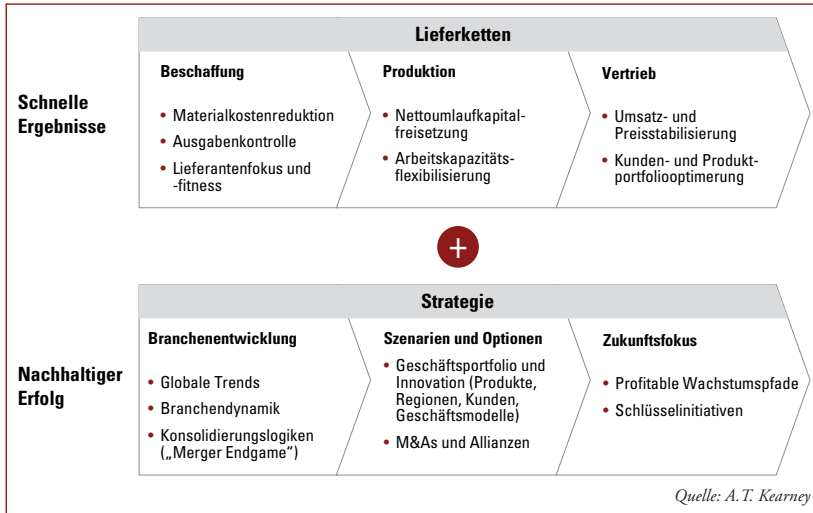 Lieferketten
Schnelle
Ergebnisse
Beschaffung
• Materialkostenreduktion
• Ausgabenkontrolle
• Lieferantenfokus und
-fitness
Produktion
• Nettoumlaufkapital-
freisetzung
• Arbeitskapazitäts-
flexibilisierung
Vertrieb
• Umsatz- und
Preisstabilisierung
• Kunden- und Produkt-
portfoliooptimerung
+
Strategie
Nachhaltiger
Erfolg
Branchenentwicklung
• Globale Trends
• Branchendynamik
• Konsolidierungslogiken
(„Merger Endgame“)
Szenarien und Optionen
• Geschäftsportfolio und
Innovation (Produkte,
Regionen, Kunden,
Geschäftsmodelle)
• M&As und Allianzen
Zukunftsfokus
• Profitable Wachstumspfade
• Schlüsselinitiativen
Quelle: A.T. Kearney